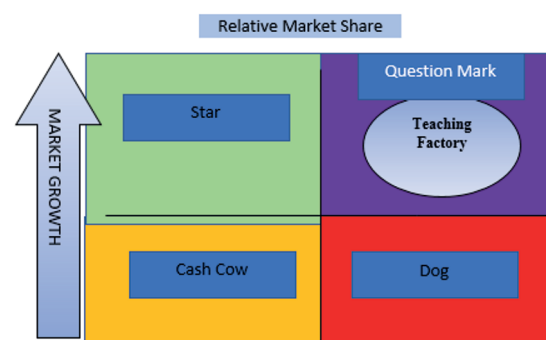 Relative Market Share
Question Mark
Star
Teaching
Factory
MARKET GROWTH
Cash Cow
Dog